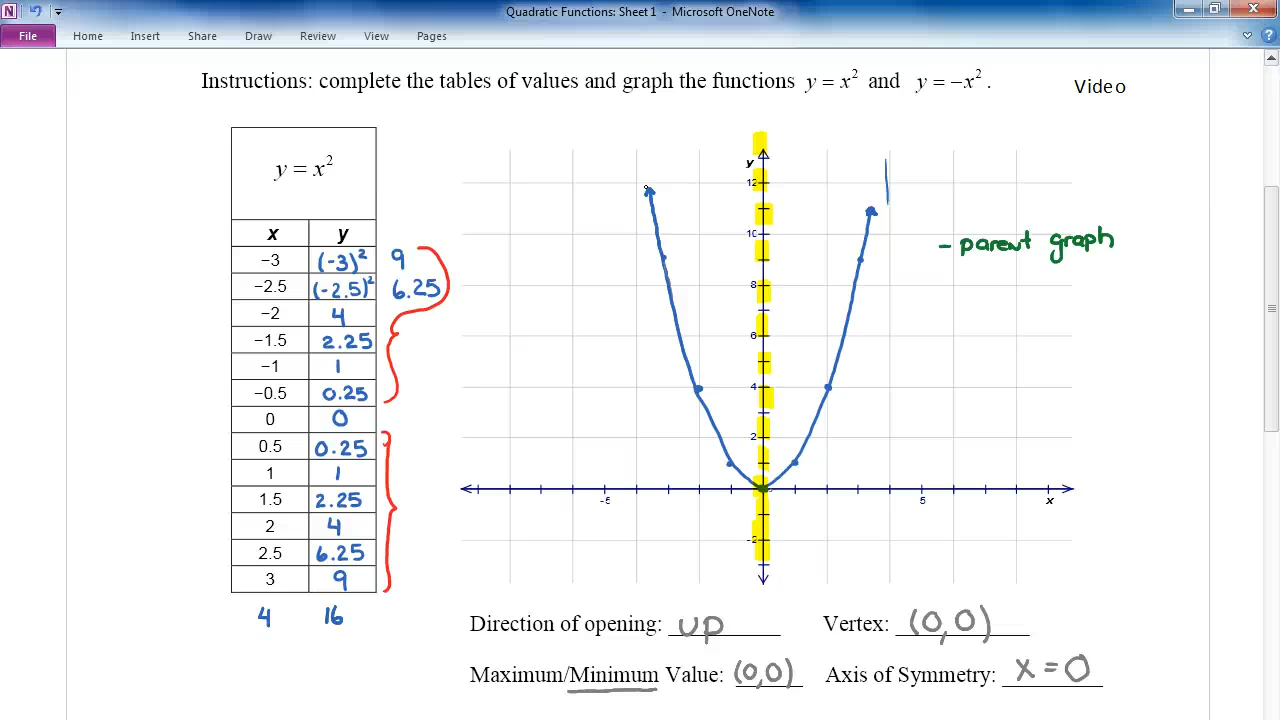 Quadratic Functions: Sheet 1 - Microsoft OneNote
File Home Insert Share Draw Review View Pages
Instructions: complete the tables of values and graph the functions y = x² and y = −x².
Video
y = x²
x y
−3 (-3)² 9
−2.5 (-2.5)² 6.25
−2 4
−1.5 2.25
−1 1
−0.5 0.25
0 0
0.5 0.25
1 1
1.5 2.25
2 4
2.5 6.25
3 9
4 16
y
12
10
8
6
4
2
-5 5 x
-2
- parent graph
Direction of opening: up Vertex: (0,0)
Maximum/Minimum Value: (0,0) Axis of Symmetry: x = 0